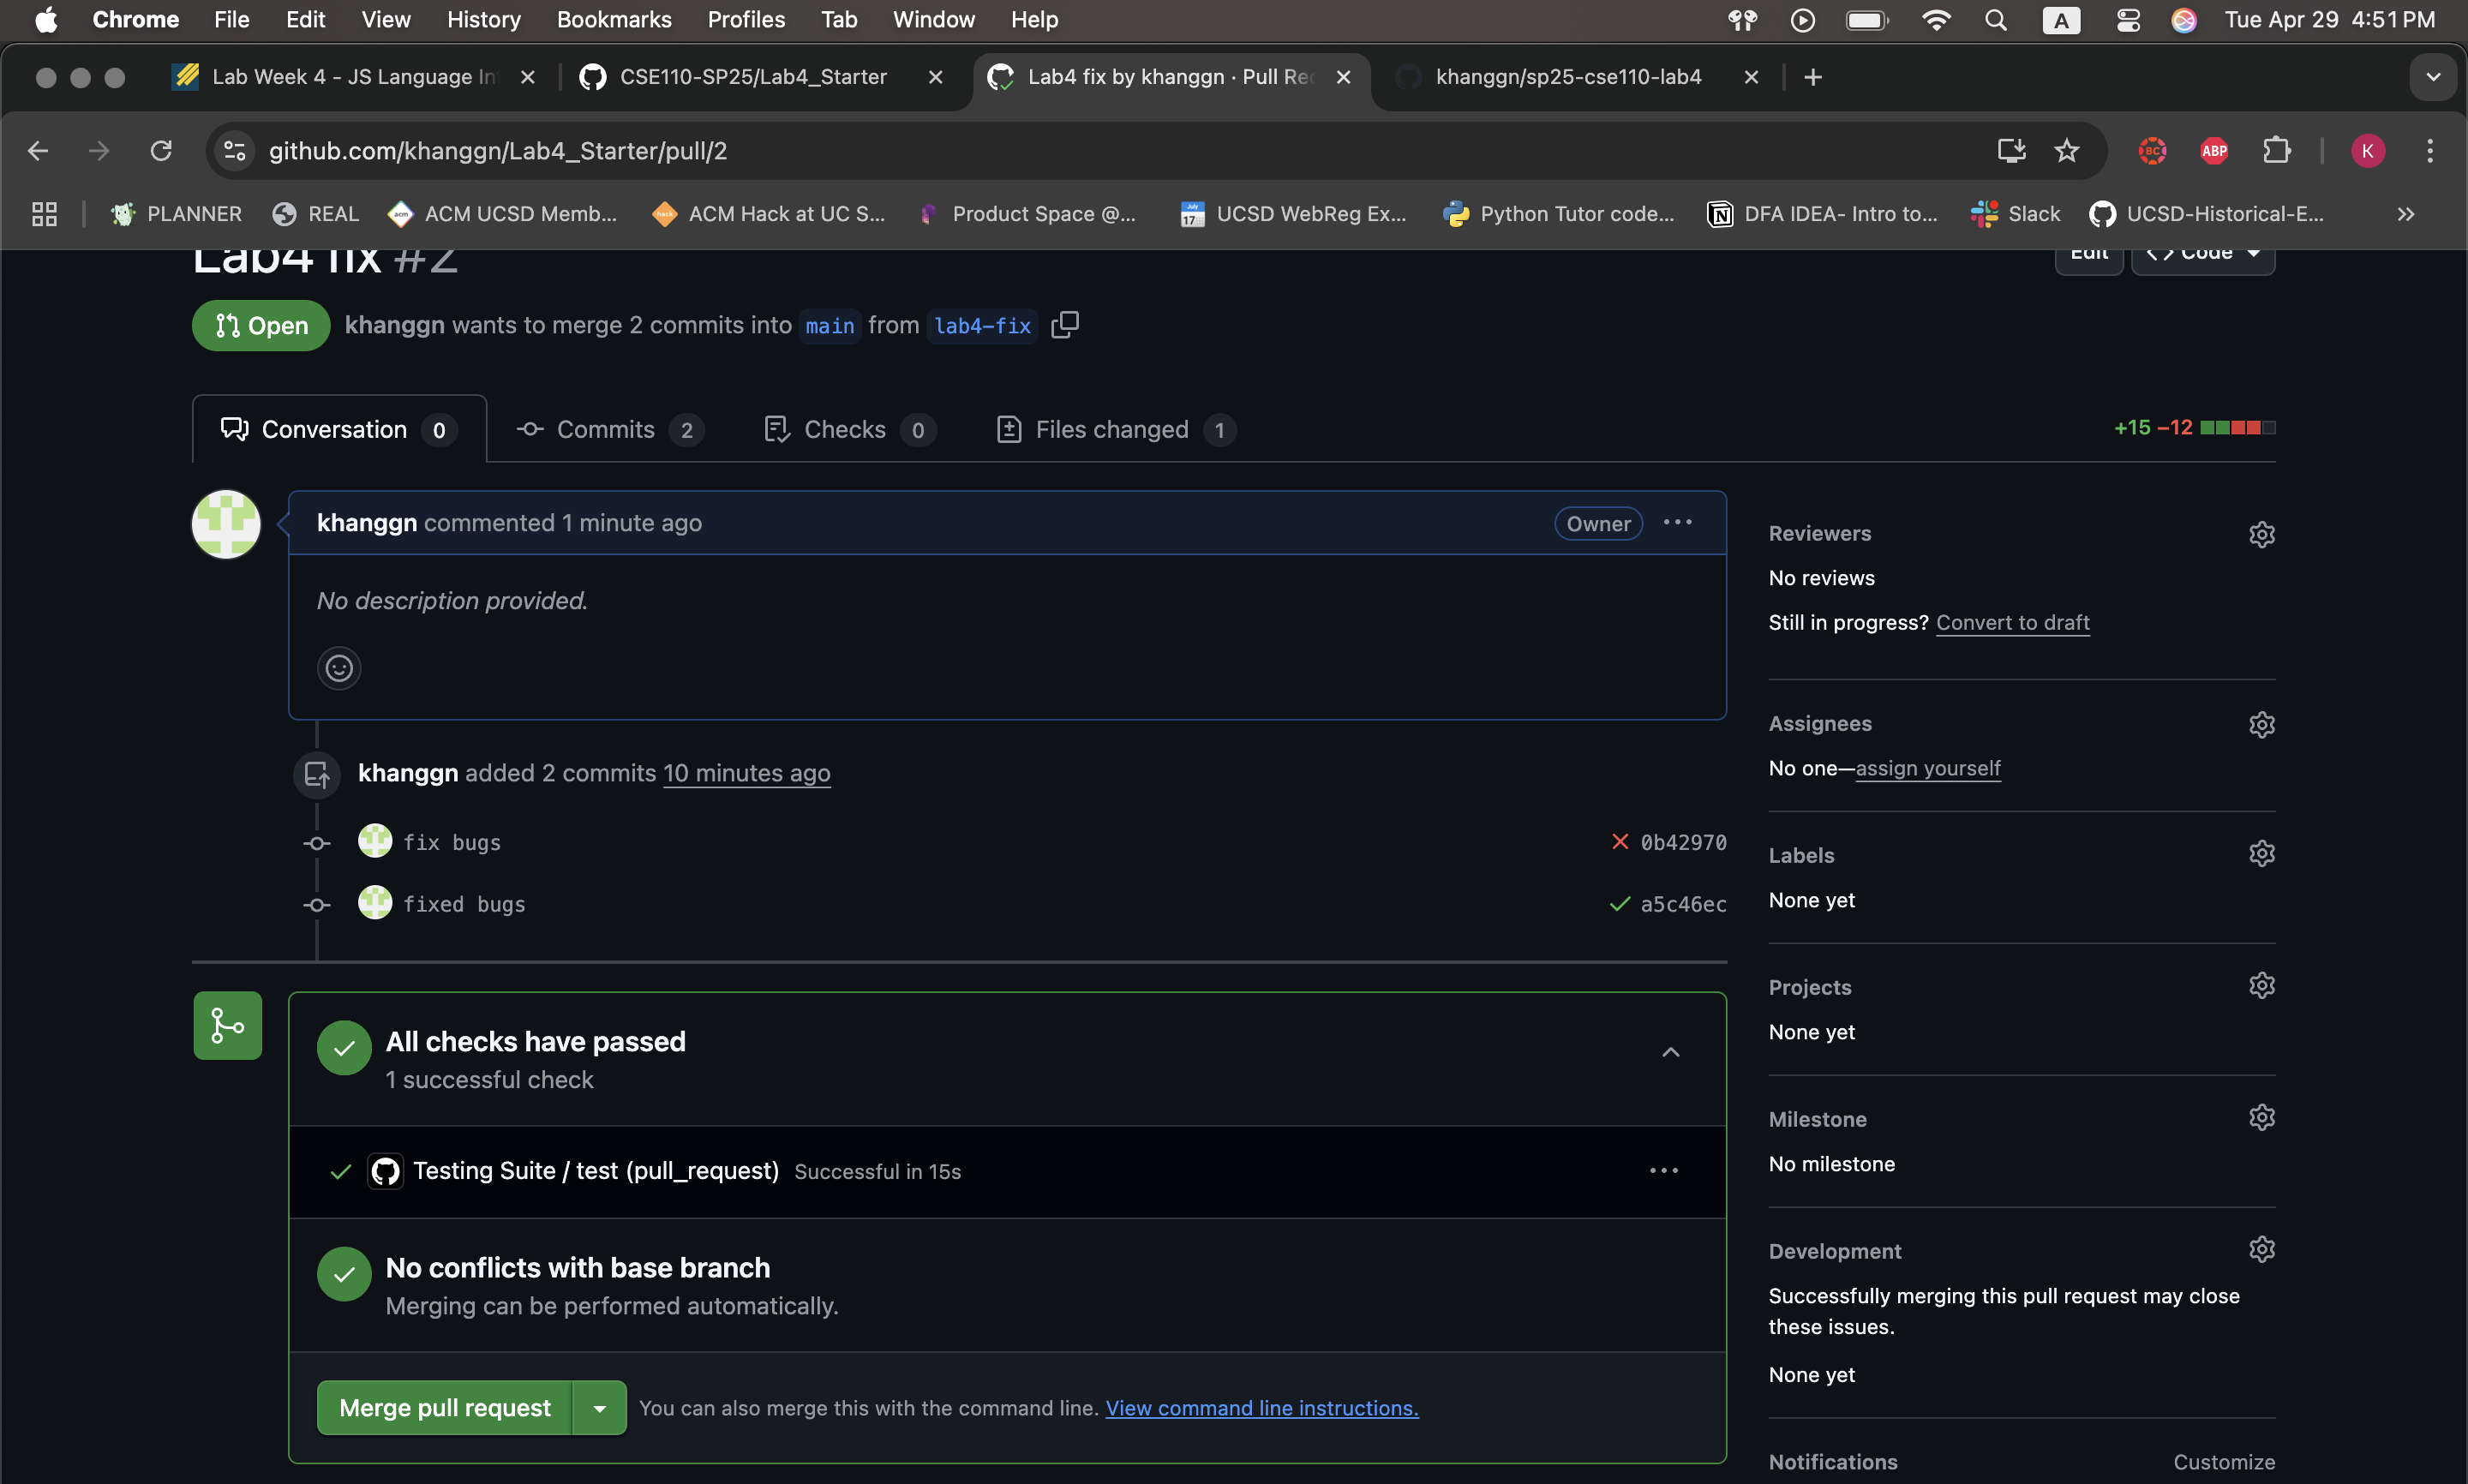 Chrome File Edit View History Bookmarks Profiles Tab Window Help A Tue Apr 29 4:51 PM
Lab Week 4 - JS Language In CSE110-SP25/Lab4_Starter Lab4 fix by khanggn · Pull Re khanggn/sp25-cse110-lab4
github.com/khanggn/Lab4_Starter/pull/2 BC ABP K
PLANNER REAL acm ACM UCSD Memb... hack ACM Hack at UC S... Product Space @... July 17 UCSD WebReg Ex... Python Tutor code... DFA IDEA- Intro to... Slack UCSD-Historical-E...
Lab4 fix #2 Edit Code
Open khanggn wants to merge 2 commits into main from lab4-fix
Conversation 0 Commits 2 Checks 0 Files changed 1 +15 −12
khanggn commented 1 minute ago Owner
No description provided.
khanggn added 2 commits 10 minutes ago
fix bugs 0b42970
fixed bugs a5c46ec
All checks have passed
1 successful check
Testing Suite / test (pull_request) Successful in 15s
No conflicts with base branch
Merging can be performed automatically.
Merge pull request You can also merge this with the command line. View command line instructions.
Reviewers
No reviews
Still in progress? Convert to draft
Assignees
No one—assign yourself
Labels
None yet
Projects
None yet
Milestone
No milestone
Development
Successfully merging this pull request may close
these issues.
None yet
Notifications Customize